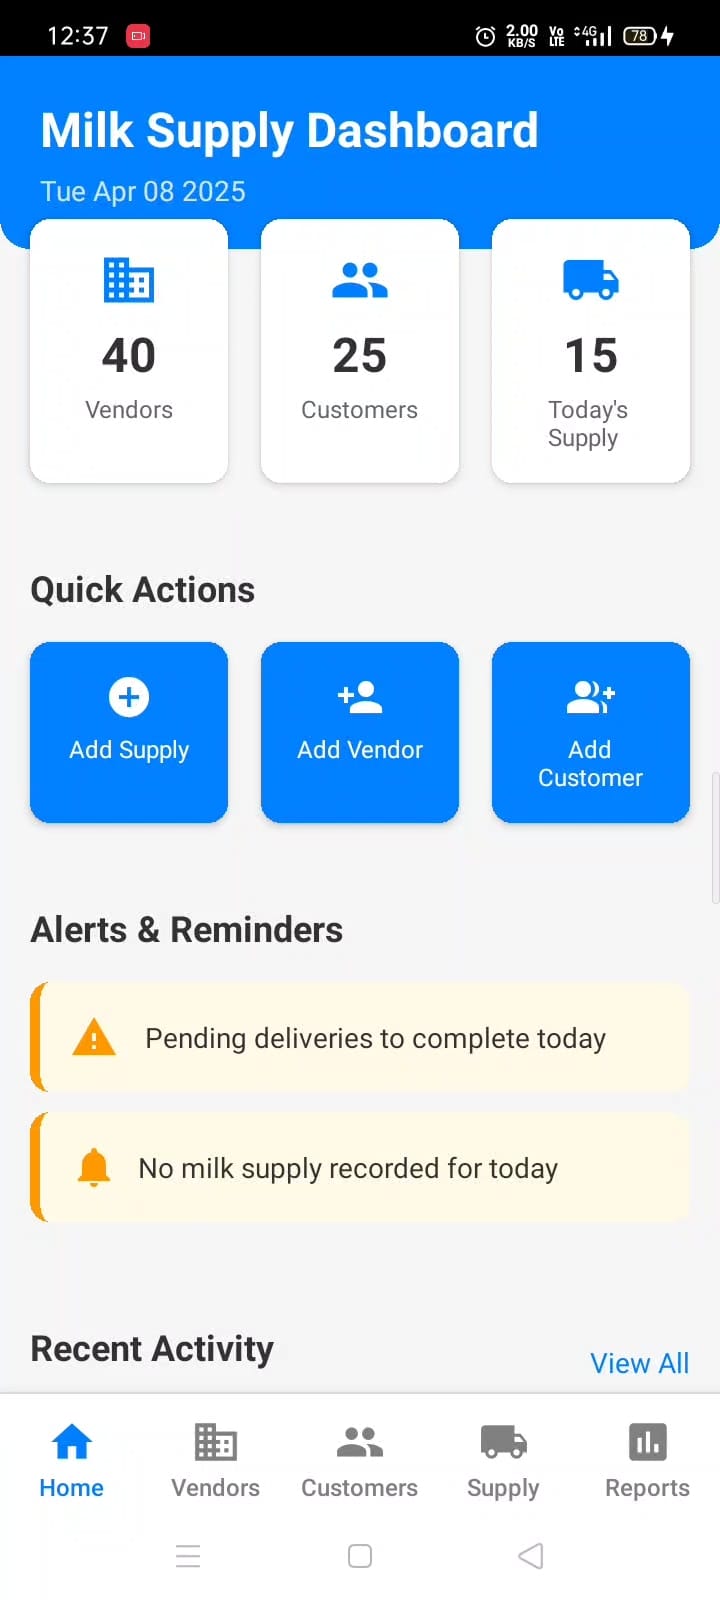 12:37
2.00 KB/S
Vo LTE
4G
78
Milk Supply Dashboard
Tue Apr 08 2025
40
Vendors
25
Customers
15
Today's
Supply
Quick Actions
Add Supply
Add Vendor
Add
Customer
Alerts & Reminders
Pending deliveries to complete today
No milk supply recorded for today
Recent Activity
View All
Home
Vendors
Customers
Supply
Reports